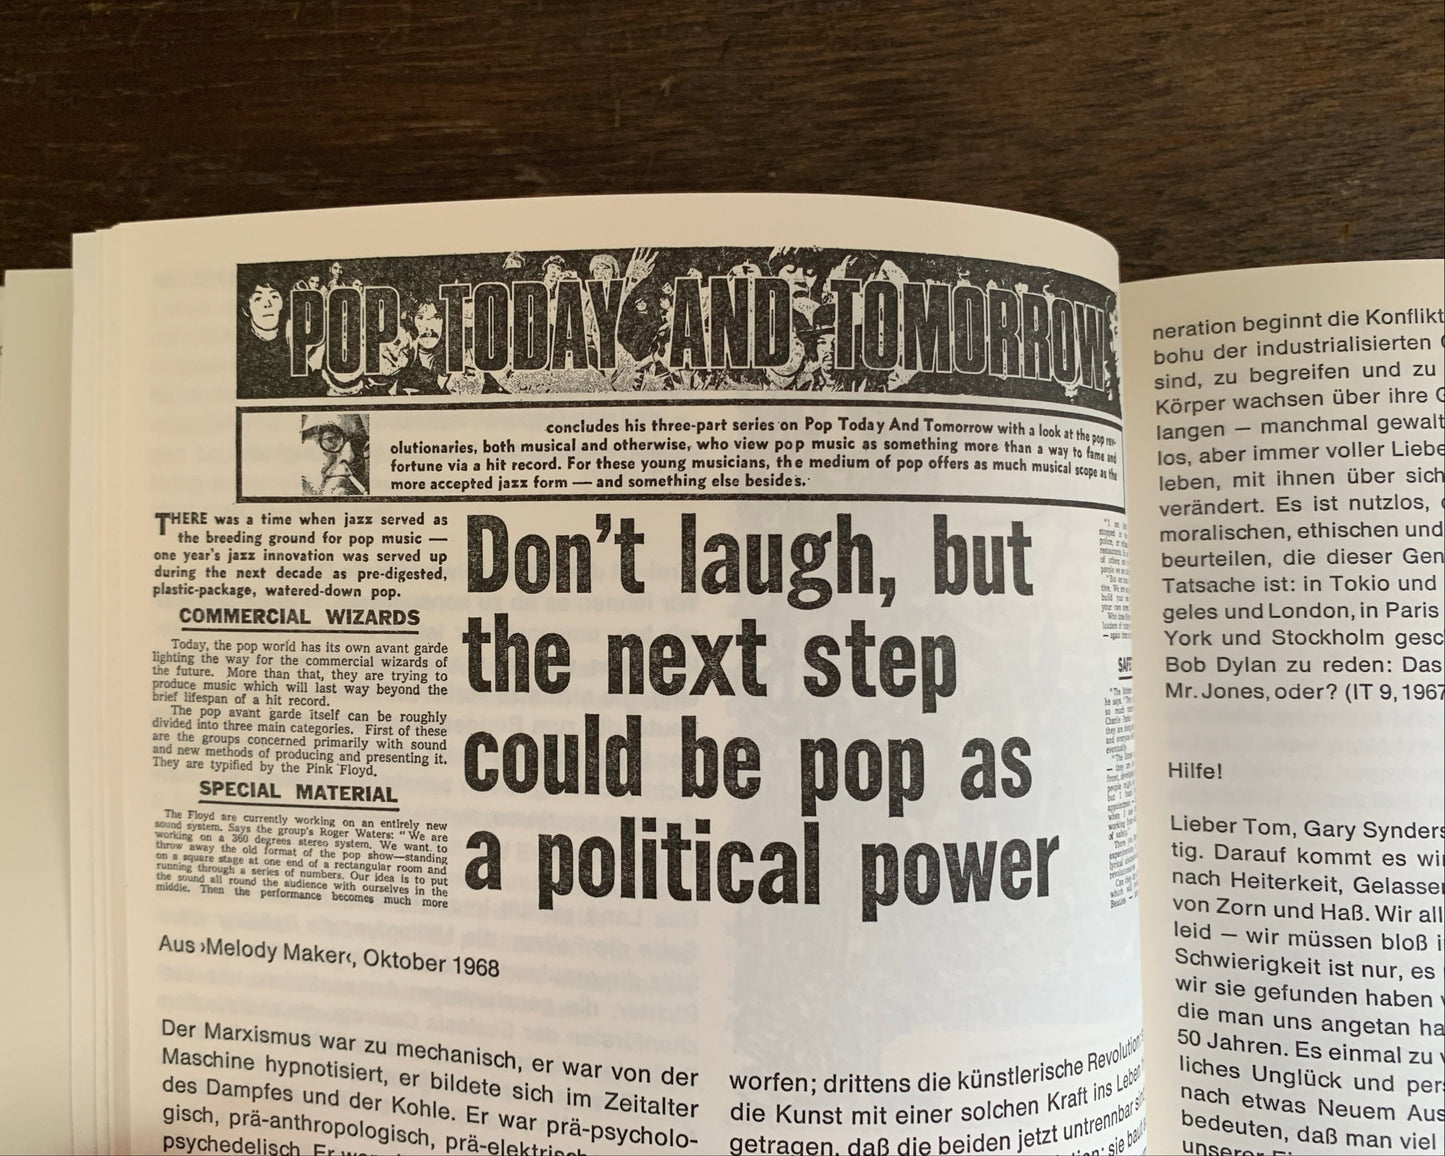 POP TODAY AND TOMORROW
concludes his three-part series on Pop Today And Tomorrow with a look at the pop rev-
olutionaries, both musical and otherwise, who view pop music as something more than a way to fame and
fortune via a hit record. For these young musicians, the medium of pop offers as much musical scope as the
more accepted jazz form — and something else besides.
THERE was a time when jazz served as
the breeding ground for pop music —
one year's jazz innovation was served up
during the next decade as pre-digested,
plastic-package, watered-down pop.
COMMERCIAL WIZARDS
Today, the pop world has its own avant garde
lighting the way for the commercial wizards of
the future. More than that, they are trying to
produce music which will last way beyond the
brief lifespan of a hit record.
The pop avant garde itself can be roughly
divided into three main categories. First of these
are the groups concerned primarily with sound
and new methods of producing and presenting it.
They are typified by the Pink Floyd.
SPECIAL MATERIAL
The Floyd are currently working on an entirely new
sound system. Says the group's Roger Waters: "We are
working on a 360 degrees stereo system. We want to
throw away the old format of the pop show—standing
on a square stage at one end of a rectangular room and
running through a series of numbers. Our idea is to put
the sound all round the audience with ourselves in the
middle. Then the performance becomes much more
Don't laugh, but
the next step
could be pop as
a political power
Aus ›Melody Maker‹, Oktober 1968
Der Marxismus war zu mechanisch, er war von der
Maschine hypnotisiert, er bildete sich im Zeitalter
des Dampfes und der Kohle. Er war prä-psycholo-
gisch, prä-anthropologisch, prä-elektrisch
psychedelisch. Er
worfen; drittens die künstlerische Revolution
die Kunst mit einer solchen Kraft ins Leben
getragen, daß die beiden jetzt untrennbar
sie
neration beginnt die Konflikt
bohu der industrialisierten
sind, zu begreifen und zu
Körper wachsen über ihre G
langen — manchmal gewalt
los, aber immer voller Liebe
leben, mit ihnen über sich
verändert. Es ist nutzlos,
moralischen, ethischen und
beurteilen, die dieser Gen
Tatsache ist: in Tokio und
geles und London, in Paris
York und Stockholm gesc
Bob Dylan zu reden: Das
Mr. Jones, oder? (IT 9, 1967
Hilfe!
Lieber Tom, Gary Synders
tig. Darauf kommt es wi
nach Heiterkeit, Gelasse
von Zorn und Haß. Wir all
leid — wir müssen bloß i
Schwierigkeit ist nur, es
wir sie gefunden haben
die man uns angetan ha
50 Jahren. Es einmal zu
liches Unglück und per
nach etwas Neuem Aus
bedeuten, daß man viel
unserer